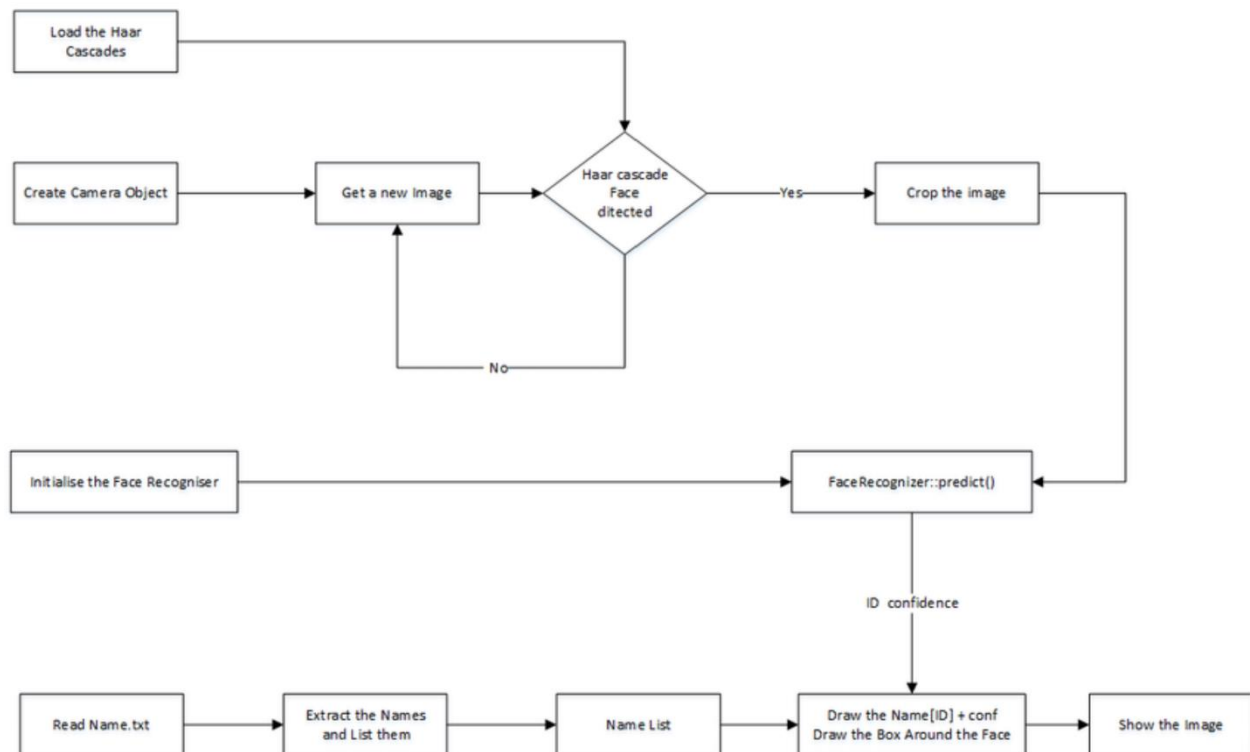 Load the Haar
Cascades
Create Camera Object
Get a new Image
Haar cascade
Face
ditected
Yes
Crop the image
No
Initialise the Face Recogniser
FaceRecognizer::predict()
ID confidence
Read Name.txt
Extract the Names
and List them
Name List
Draw the Name[ID] + conf
Draw the Box Around the Face
Show the Image